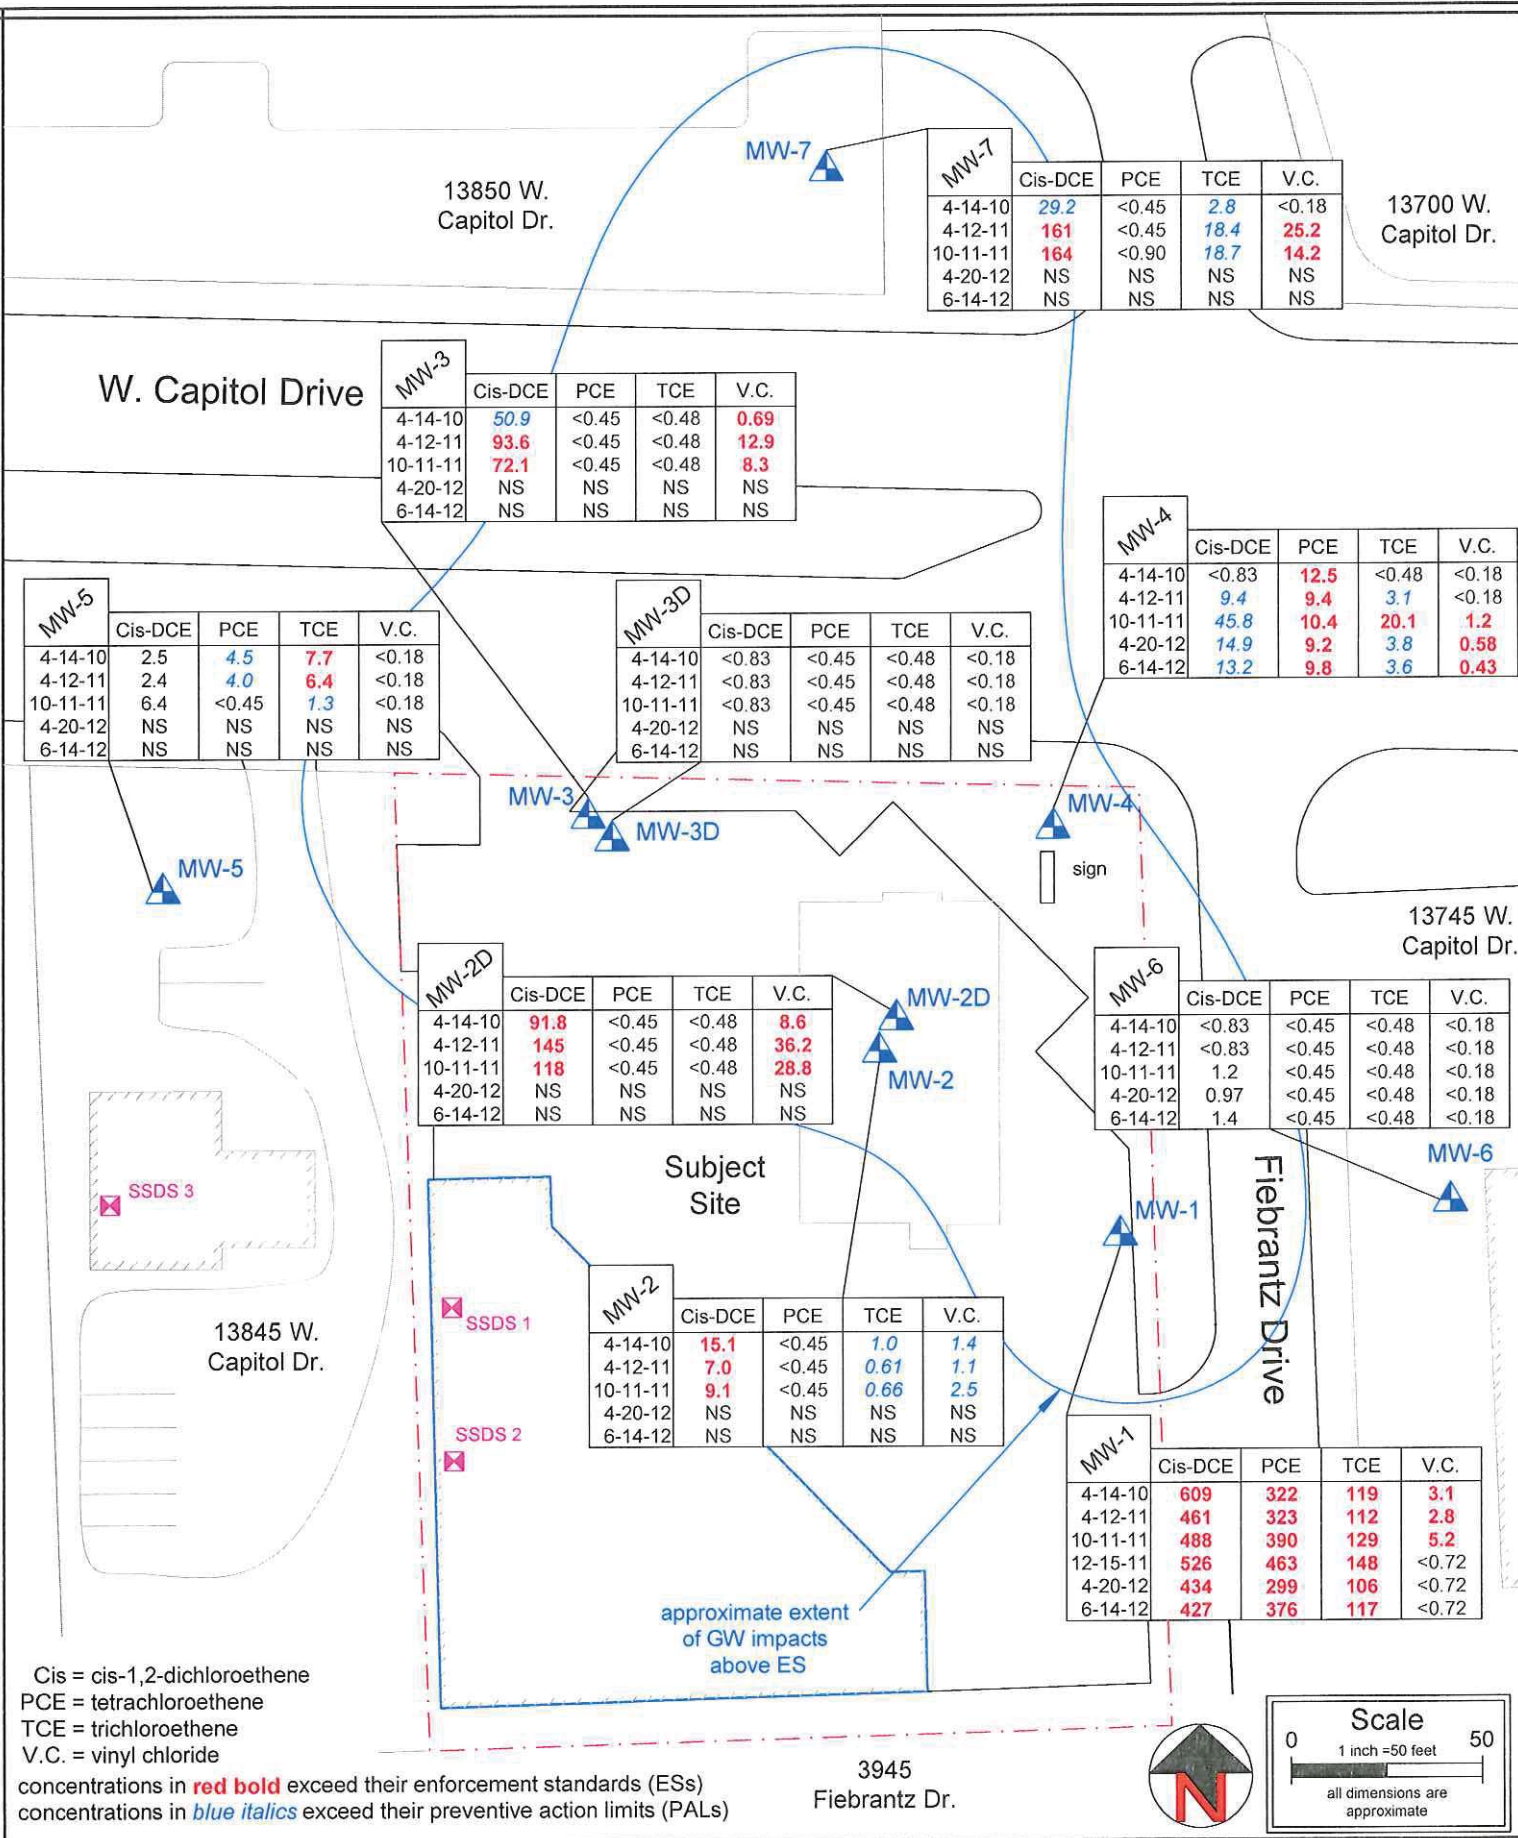 MW-7
13850 W.
Capitol Dr.
MW-7
Cis-DCE PCE TCE V.C.
4-14-10 29.2 <0.45 2.8 <0.18
4-12-11 161 <0.45 18.4 25.2
10-11-11 164 <0.90 18.7 14.2
4-20-12 NS NS NS NS
6-14-12 NS NS NS NS
13700 W.
Capitol Dr.
W. Capitol Drive
MW-3
Cis-DCE PCE TCE V.C.
4-14-10 50.9 <0.45 <0.48 0.69
4-12-11 93.6 <0.45 <0.48 12.9
10-11-11 72.1 <0.45 <0.48 8.3
4-20-12 NS NS NS NS
6-14-12 NS NS NS NS
MW-4
Cis-DCE PCE TCE V.C.
4-14-10 <0.83 12.5 <0.48 <0.18
4-12-11 9.4 9.4 3.1 <0.18
10-11-11 45.8 10.4 20.1 1.2
4-20-12 14.9 9.2 3.8 0.58
6-14-12 13.2 9.8 3.6 0.43
MW-5
Cis-DCE PCE TCE V.C.
4-14-10 2.5 4.5 7.7 <0.18
4-12-11 2.4 4.0 6.4 <0.18
10-11-11 6.4 <0.45 1.3 <0.18
4-20-12 NS NS NS NS
6-14-12 NS NS NS NS
MW-3D
Cis-DCE PCE TCE V.C.
4-14-10 <0.83 <0.45 <0.48 <0.18
4-12-11 <0.83 <0.45 <0.48 <0.18
10-11-11 <0.83 <0.45 <0.48 <0.18
4-20-12 NS NS NS NS
6-14-12 NS NS NS NS
MW-3
MW-3D
MW-4
sign
MW-5
13745 W.
Capitol Dr.
MW-2D
Cis-DCE PCE TCE V.C.
4-14-10 91.8 <0.45 <0.48 8.6
4-12-11 145 <0.45 <0.48 36.2
10-11-11 118 <0.45 <0.48 28.8
4-20-12 NS NS NS NS
6-14-12 NS NS NS NS
MW-2D
MW-2
MW-6
Cis-DCE PCE TCE V.C.
4-14-10 <0.83 <0.45 <0.48 <0.18
4-12-11 <0.83 <0.45 <0.48 <0.18
10-11-11 1.2 <0.45 <0.48 <0.18
4-20-12 0.97 <0.45 <0.48 <0.18
6-14-12 1.4 <0.45 <0.48 <0.18
MW-6
Subject
Site
SSDS 3
MW-1
Fiebrantz Drive
SSDS 1
13845 W.
Capitol Dr.
MW-2
Cis-DCE PCE TCE V.C.
4-14-10 15.1 <0.45 1.0 1.4
4-12-11 7.0 <0.45 0.61 1.1
10-11-11 9.1 <0.45 0.66 2.5
4-20-12 NS NS NS NS
6-14-12 NS NS NS NS
SSDS 2
MW-1
Cis-DCE PCE TCE V.C.
4-14-10 609 322 119 3.1
4-12-11 461 323 112 2.8
10-11-11 488 390 129 5.2
12-15-11 526 463 148 <0.72
4-20-12 434 299 106 <0.72
6-14-12 427 376 117 <0.72
approximate extent
of GW impacts
above ES
Cis = cis-1,2-dichloroethene
PCE = tetrachloroethene
TCE = trichloroethene
V.C. = vinyl chloride
concentrations in red bold exceed their enforcement standards (ESs)
concentrations in blue italics exceed their preventive action limits (PALs)
3945
Fiebrantz Dr.
N
Scale
0 50
1 inch =50 feet
all dimensions are
approximate